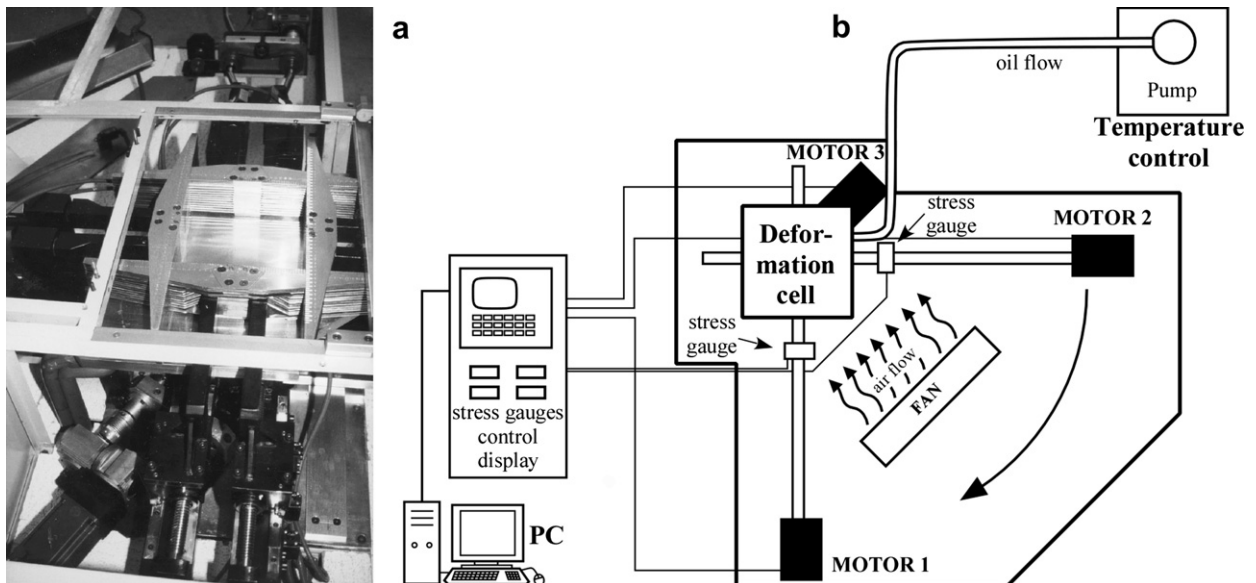 a
b
oil flow
Pump
Temperature
control
MOTOR 3
stress
gauge
MOTOR 2
Defor-
mation
cell
stress
gauge
air flow
FAN
stress gauges
control
display
PC
MOTOR 1